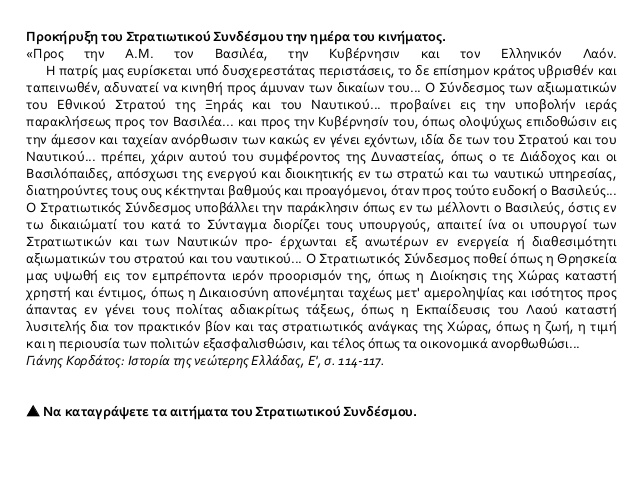 Προκήρυξη του Στρατιωτικού Συνδέσμου την ημέρα του κινήματος.
«Προς την Α.Μ. τον Βασιλέα, την Κυβέρνησιν και τον Ελληνικόν Λαόν.
Η πατρίς μας ευρίσκεται υπό δυσχερεστάτας περιστάσεις, το δε επίσημον κράτος υβρισθέν και
ταπεινωθέν, αδυνατεί να κινηθή προς άμυναν των δικαίων του... Ο Σύνδεσμος των αξιωματικών
του Εθνικού Στρατού της Ξηράς και του Ναυτικού... προβαίνει εις την υποβολήν ιεράς
παρακλήσεως προς τον Βασιλέα... και προς την Κυβέρνησίν του, όπως ολοψύχως επιδοθώσιν εις
την άμεσον και ταχείαν ανόρθωσιν των κακώς εν γένει εχόντων, ιδία δε των του Στρατού και του
Ναυτικού... πρέπει, χάριν αυτού του συμφέροντος της Δυναστείας, όπως ο τε Διάδοχος και οι
Βασιλόπαιδες, απόσχωσι της ενεργού και διοικητικής εν τω στρατώ και τω ναυτικώ υπηρεσίας,
διατηρούντες τους ους κέκτηνται βαθμούς και προαγόμενοι, όταν προς τούτο ευδοκή ο Βασιλεύς...
Ο Στρατιωτικός Σύνδεσμος υποβάλλει την παράκλησιν όπως εν τω μέλλοντι ο Βασιλεύς, όστις εν
τω δικαιώματί του κατά το Σύνταγμα διορίζει τους υπουργούς, απαιτεί ίνα οι υπουργοί των
Στρατιωτικών και των Ναυτικών προ- έρχωνται εξ ανωτέρων εν ενεργεία ή διαθεσιμότητι
αξιωματικών του στρατού και του ναυτικού... Ο Στρατιωτικός Σύνδεσμος ποθεί όπως η Θρησκεία
μας υψωθή εις τον εμπρέποντα ιερόν προορισμόν της, όπως η Διοίκησις της Χώρας καταστή
χρηστή και έντιμος, όπως η Δικαιοσύνη απονέμηται ταχέως μετ' αμεροληψίας και ισότητος προς
άπαντας εν γένει τους πολίτας αδιακρίτως τάξεως, όπως η Εκπαίδευσις του Λαού καταστή
λυσιτελής δια τον πρακτικόν βίον και τας στρατιωτικός ανάγκας της Χώρας, όπως η ζωή, η τιμή
και η περιουσία των πολιτών εξασφαλισθώσιν, και τέλος όπως τα οικονομικά ανορθωθώσι...
Γιάνης Κορδάτος: Ιστορία της νεώτερης Ελλάδας, Ε', σ. 114-117.
▲ Να καταγράψετε τα αιτήματα του Στρατιωτικού Συνδέσμου.